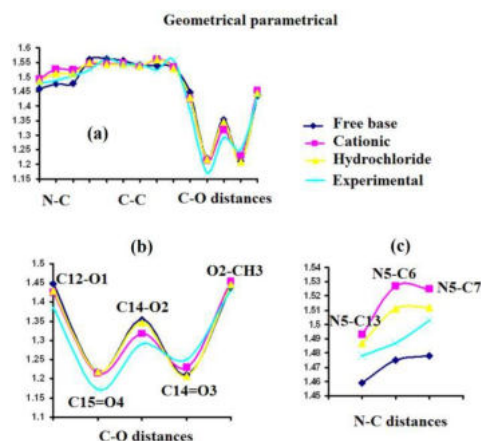 Geometrical parametrical
1.6
1.55
1.5
1.45
1.4
1.35
1.3
1.25
1.2
1.15
(a)
N-C
C-C
C-O distances
Free base
Cationic
Hydrochloride
Experimental
(b)
1.5
1.45
1.4
1.35
1.3
1.25
1.2
1.15
1.1
C12-O1
C14-O2
O2-CH3
C15=O4
C14=O3
C-O distances
(c)
1.54
1.53
1.52
1.51
1.5
1.49
1.48
1.47
1.46
1.45
N5-C6
N5-C7
N5-C13
N-C distances